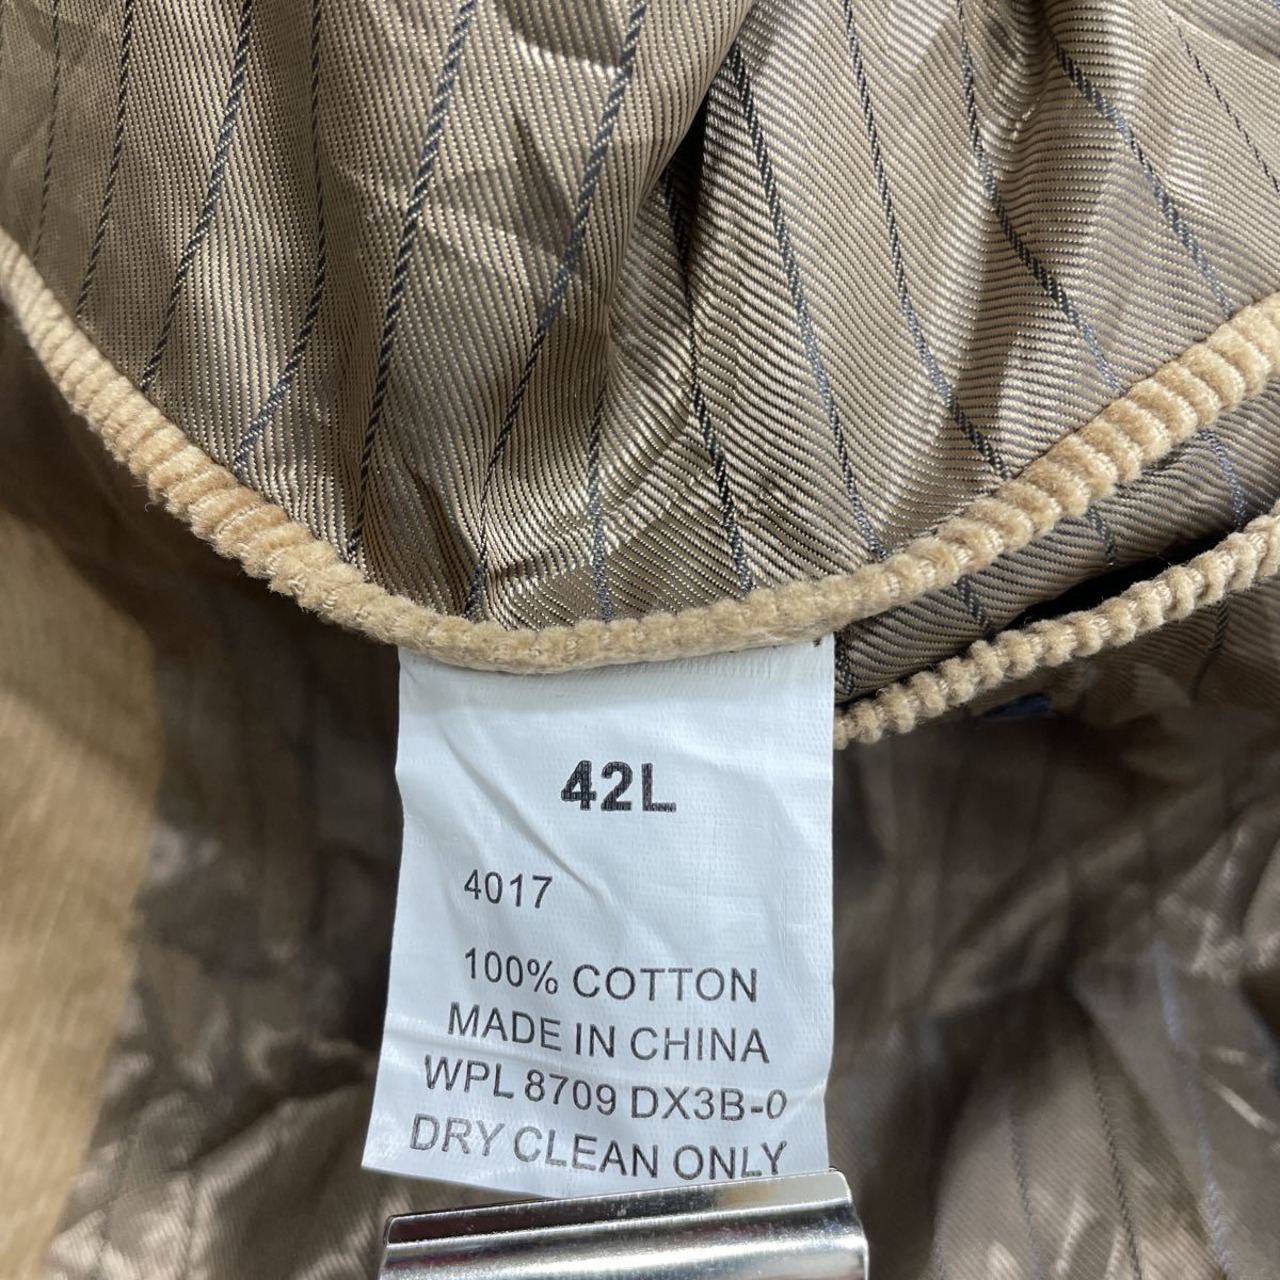 42L
4017
100% COTTON
MADE IN CHINA
WPL 8709 DX3B-0
DRY CLEAN ONLY